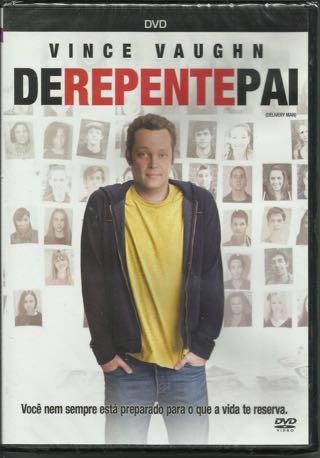 DVD
VINCE VAUGHN
DEREPENTEPAI
(DELIVERY MAN)
Você nem sempre está preparado para o que a vida te reserva.
DVD
VIDEO